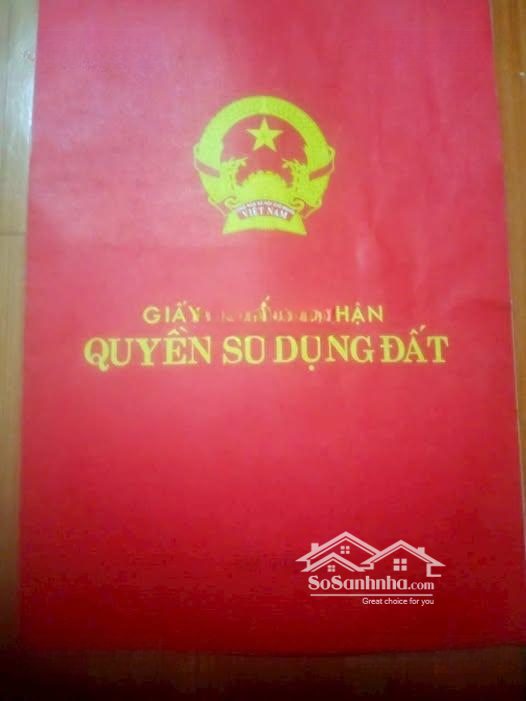 VIỆT NAM
GIẤY HẬN
QUYỀN SU DỤNG ĐẤT
SoSanhnha.com
Great choice for you